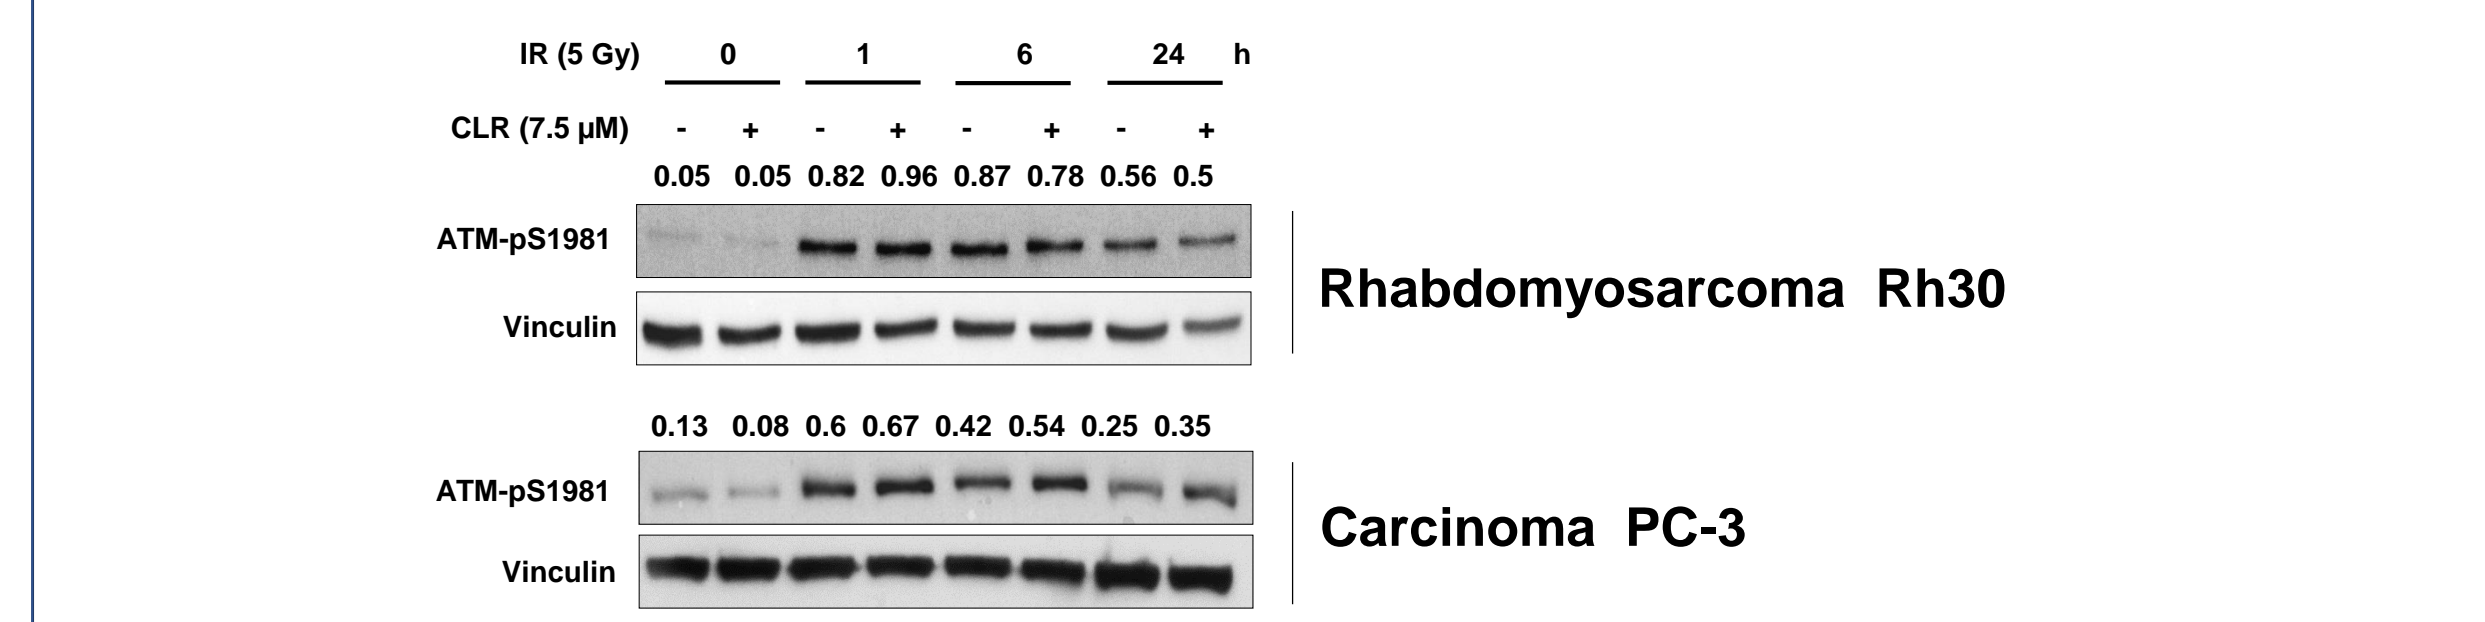 IR (5 Gy) 0 1 6 24 h
CLR (7.5 µM) - + - + - + - +
0.05 0.05 0.82 0.96 0.87 0.78 0.56 0.5
ATM-pS1981
Rhabdomyosarcoma Rh30
Vinculin
0.13 0.08 0.6 0.67 0.42 0.54 0.25 0.35
ATM-pS1981
Carcinoma PC-3
Vinculin